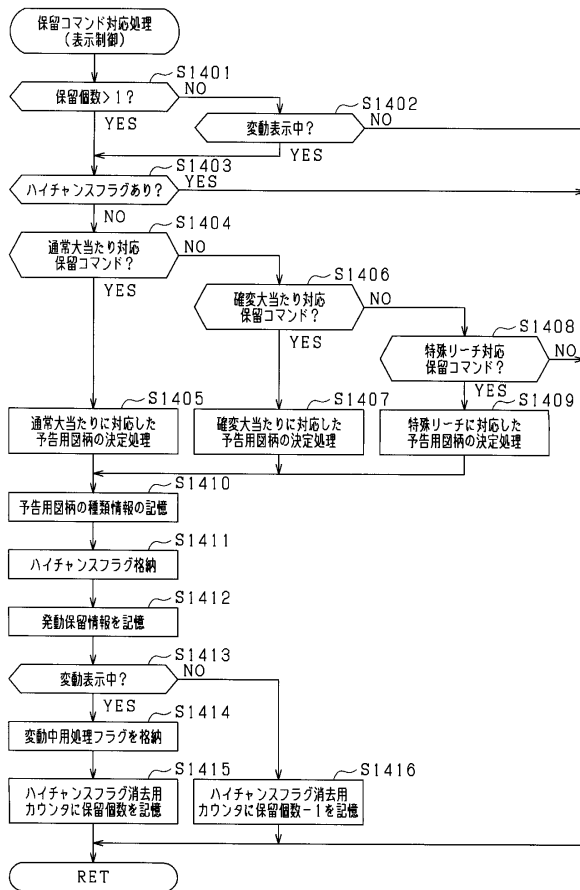 保留コマンド対応処理
(表示制御)
S1401
保留個数>1?
NO
YES
S1402
変動表示中?
NO
YES
S1403
ハイチャンスフラグあり?
YES
NO
S1404
通常大当たり対応
保留コマンド?
NO
YES
S1406
確変大当たり対応
保留コマンド?
NO
YES
S1408
特殊リーチ対応
保留コマンド?
NO
YES
S1405
通常大当たりに対応した
予告用図柄の決定処理
S1407
確変大当たりに対応した
予告用図柄の決定処理
S1409
特殊リーチに対応した
予告用図柄の決定処理
S1410
予告用図柄の種類情報の記憶
S1411
ハイチャンスフラグ格納
S1412
発動保留情報を記憶
S1413
変動表示中?
NO
YES
S1414
変動中用処理フラグを格納
S1415
ハイチャンスフラグ消去用
カウンタに保留個数を記憶
S1416
ハイチャンスフラグ消去用
カウンタに保留個数-1を記憶
RET